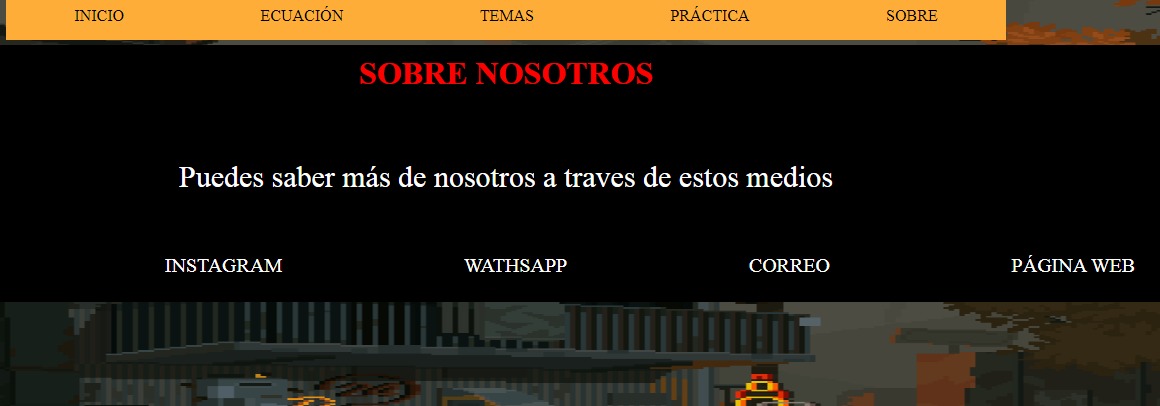 INICIO ECUACIÓN TEMAS PRÁCTICA SOBRE
SOBRE NOSOTROS
Puedes saber más de nosotros a traves de estos medios
INSTAGRAM WATHSAPP CORREO PÁGINA WEB